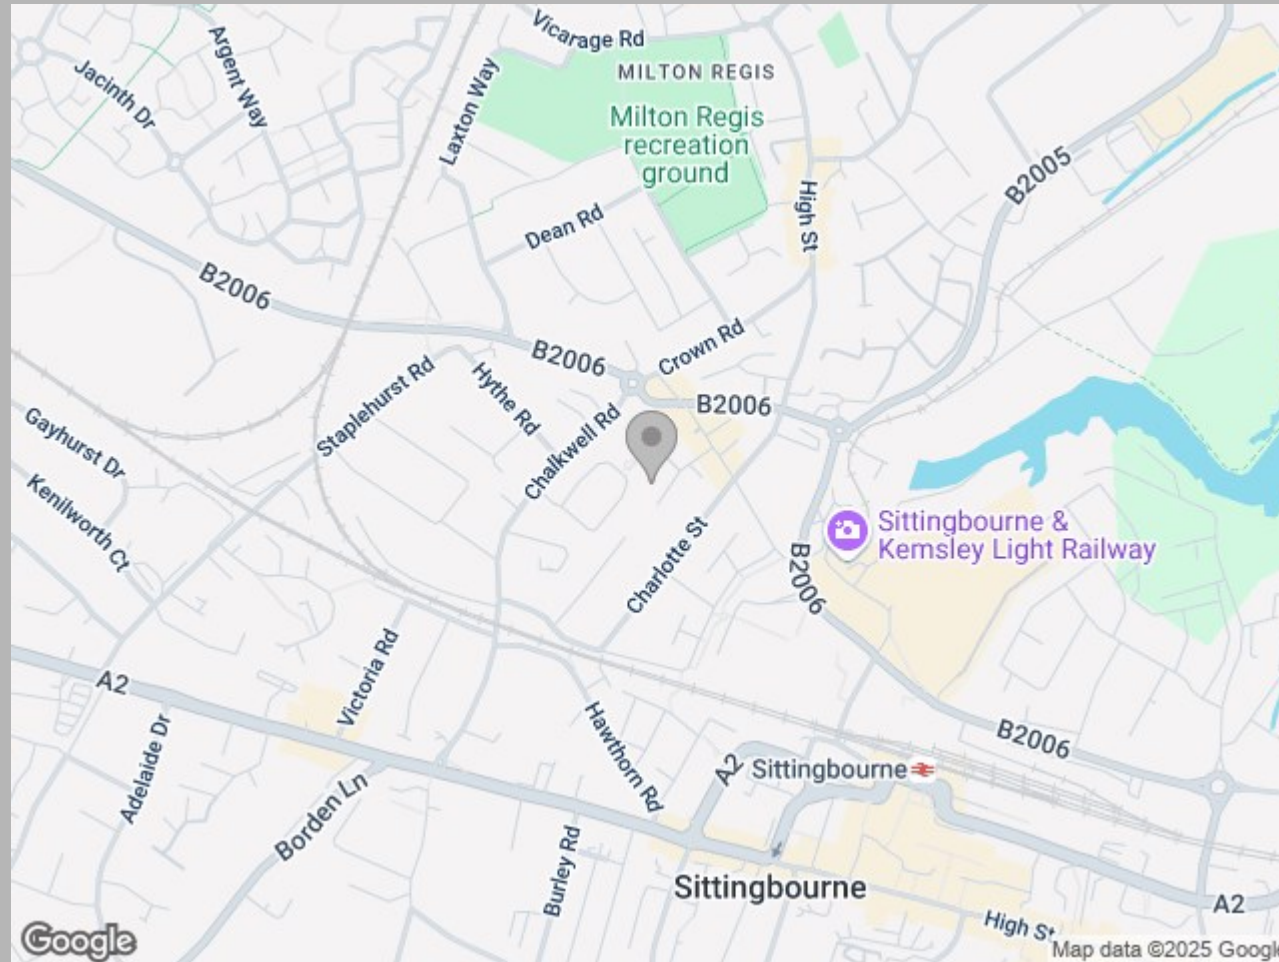 Vicarage Rd
Argent Way
Jacinth Dr
Laxton Way
MILTON REGIS
Milton Regis
recreation
ground
B2005
High St
Dean Rd
B2006
B2006
Crown Rd
B2006
Staplehurst Rd
Hythe Rd
Chalkwell Rd
Gayhurst Dr
Kenilworth Ct
Sittingbourne &
Kemsley Light Railway
Charlotte St
B2006
Victoria Rd
A2
Adelaide Dr
Hawthorn Rd
B2006
A2
Sittingbourne
Borden Ln
Burley Rd
Sittingbourne
A2
High St
Google
Map data ©2025 Google